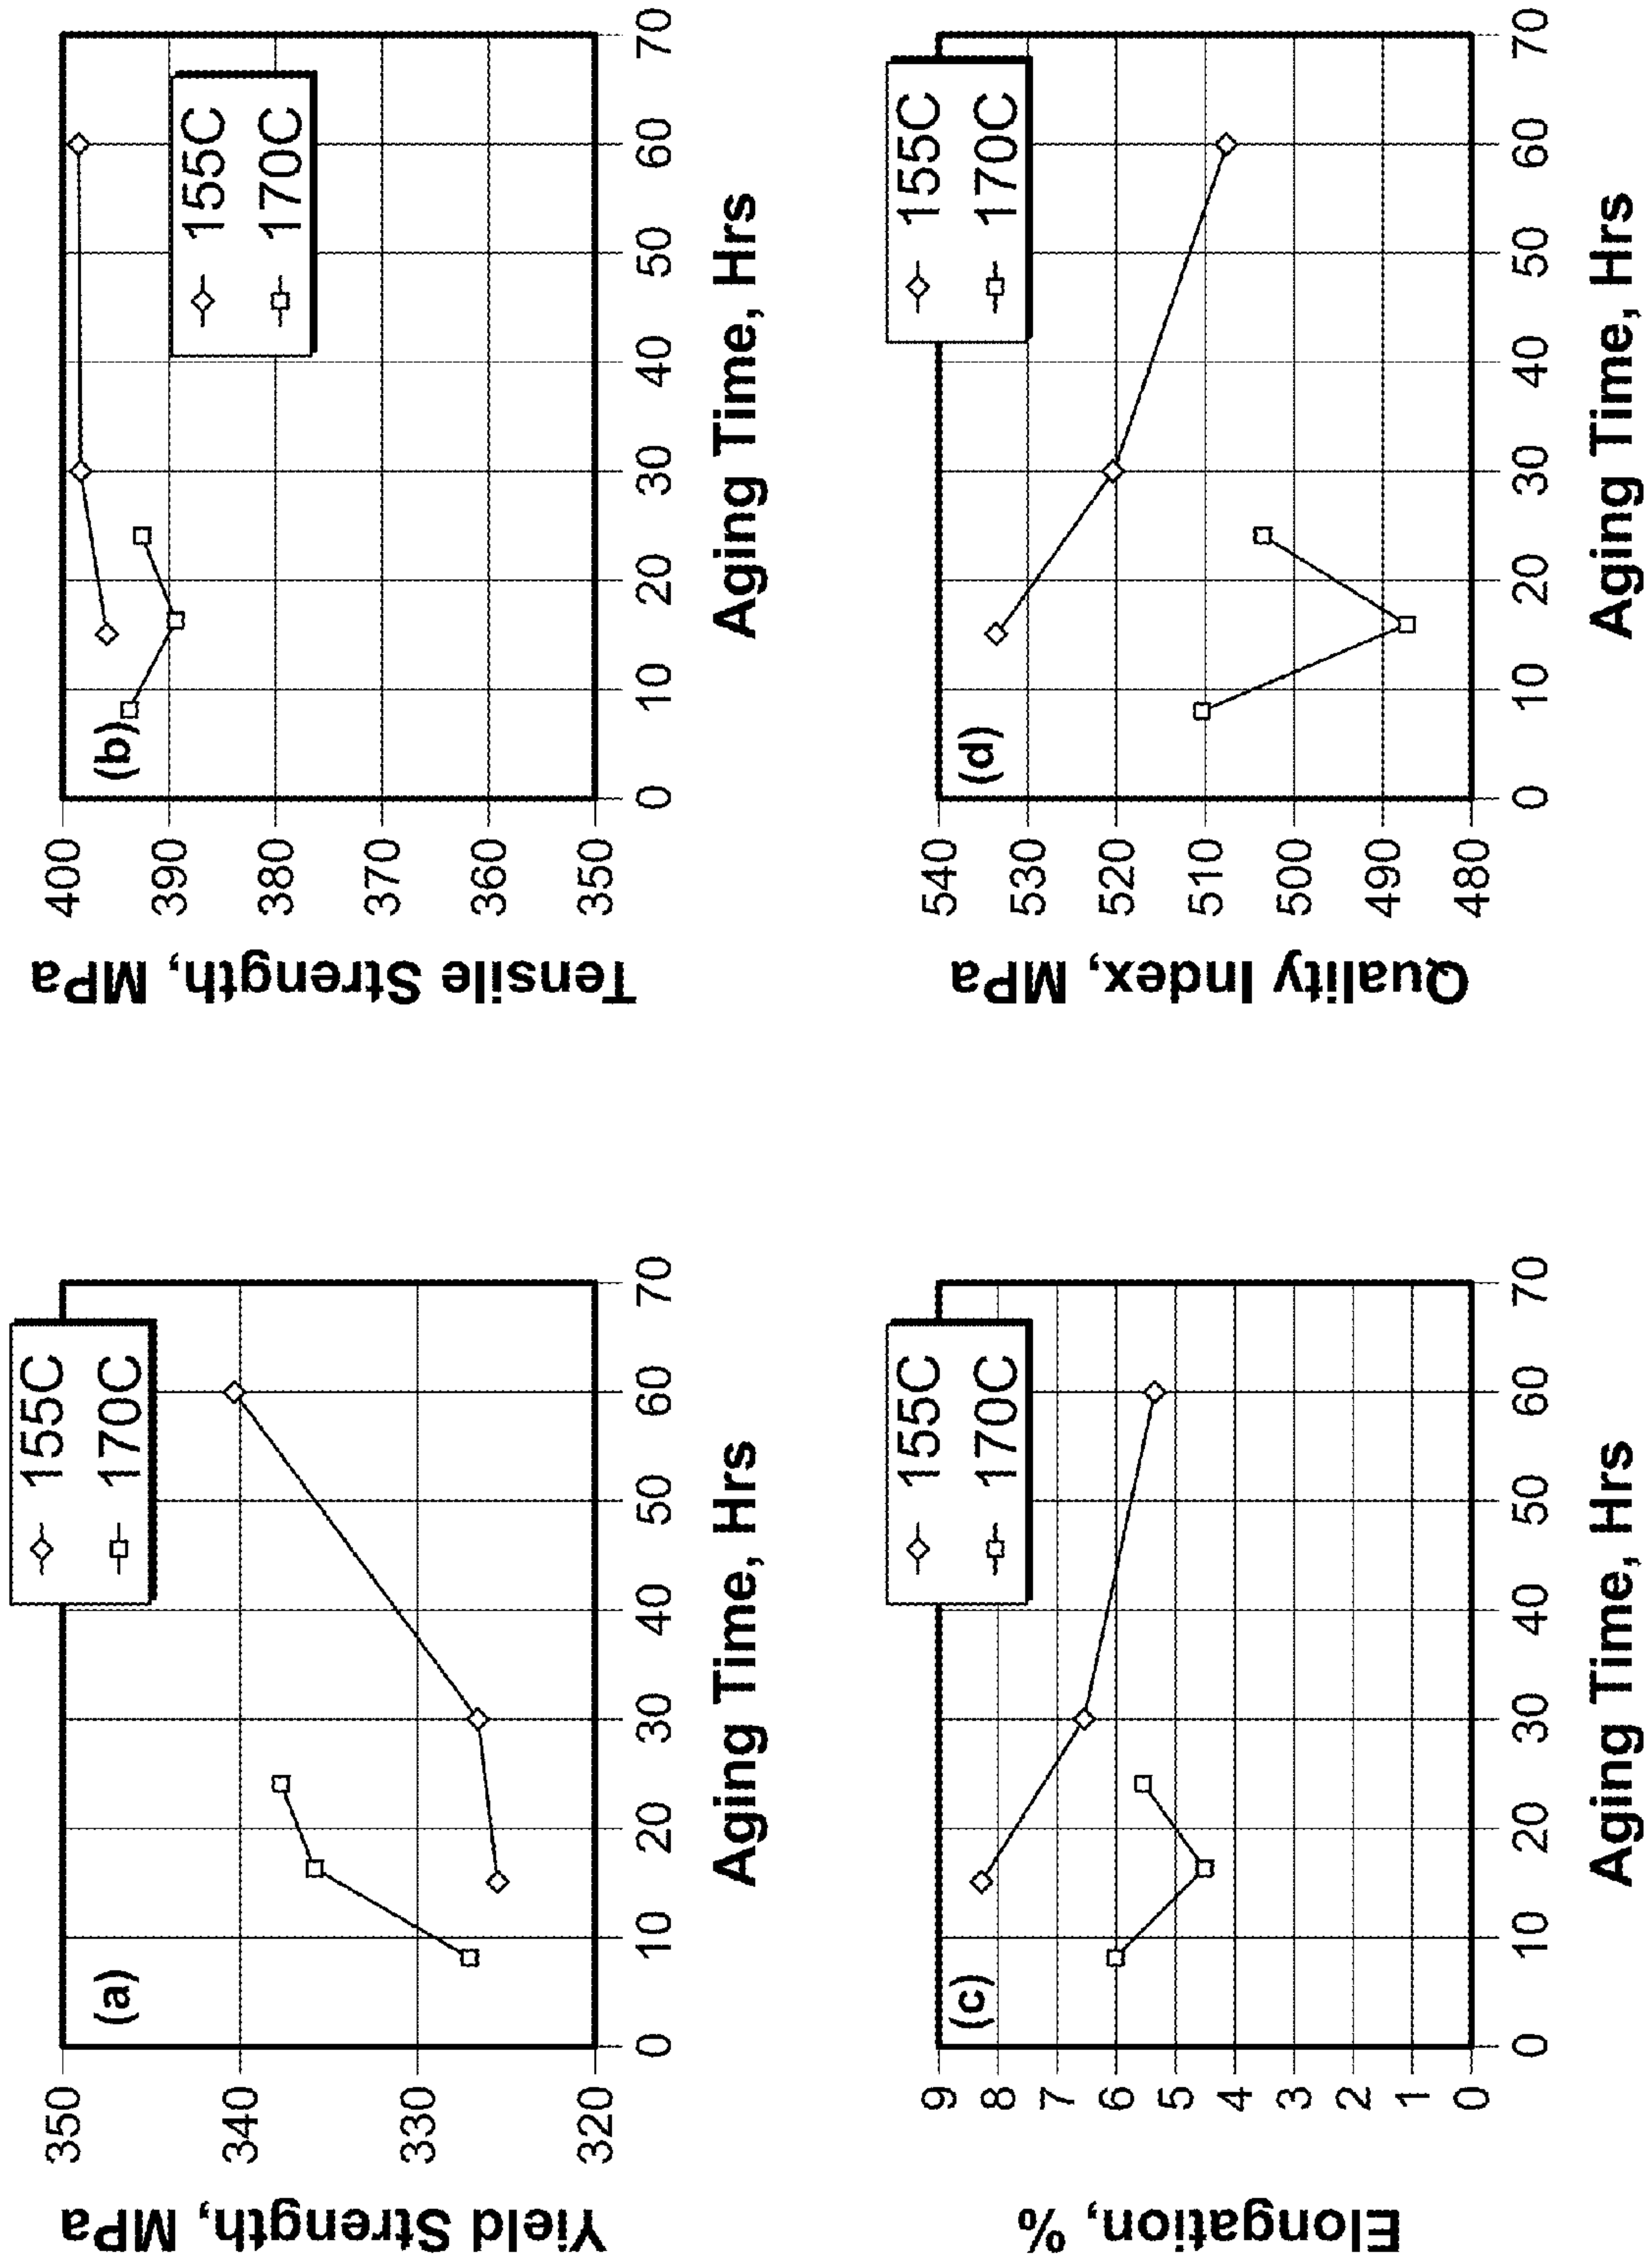 Yield Strength, MPa
350
340
330
320
(a)
155C
170C
0 10 20 30 40 50 60 70
Aging Time, Hrs
Tensile Strength, MPa
400
390
380
370
360
350
(b)
155C
170C
0 10 20 30 40 50 60 70
Aging Time, Hrs
Elongation, %
9
8
7
6
5
4
3
2
1
0
(c)
155C
170C
0 10 20 30 40 50 60 70
Aging Time, Hrs
Quality Index, MPa
540
530
520
510
500
490
480
(d)
155C
170C
0 10 20 30 40 50 60 70
Aging Time, Hrs